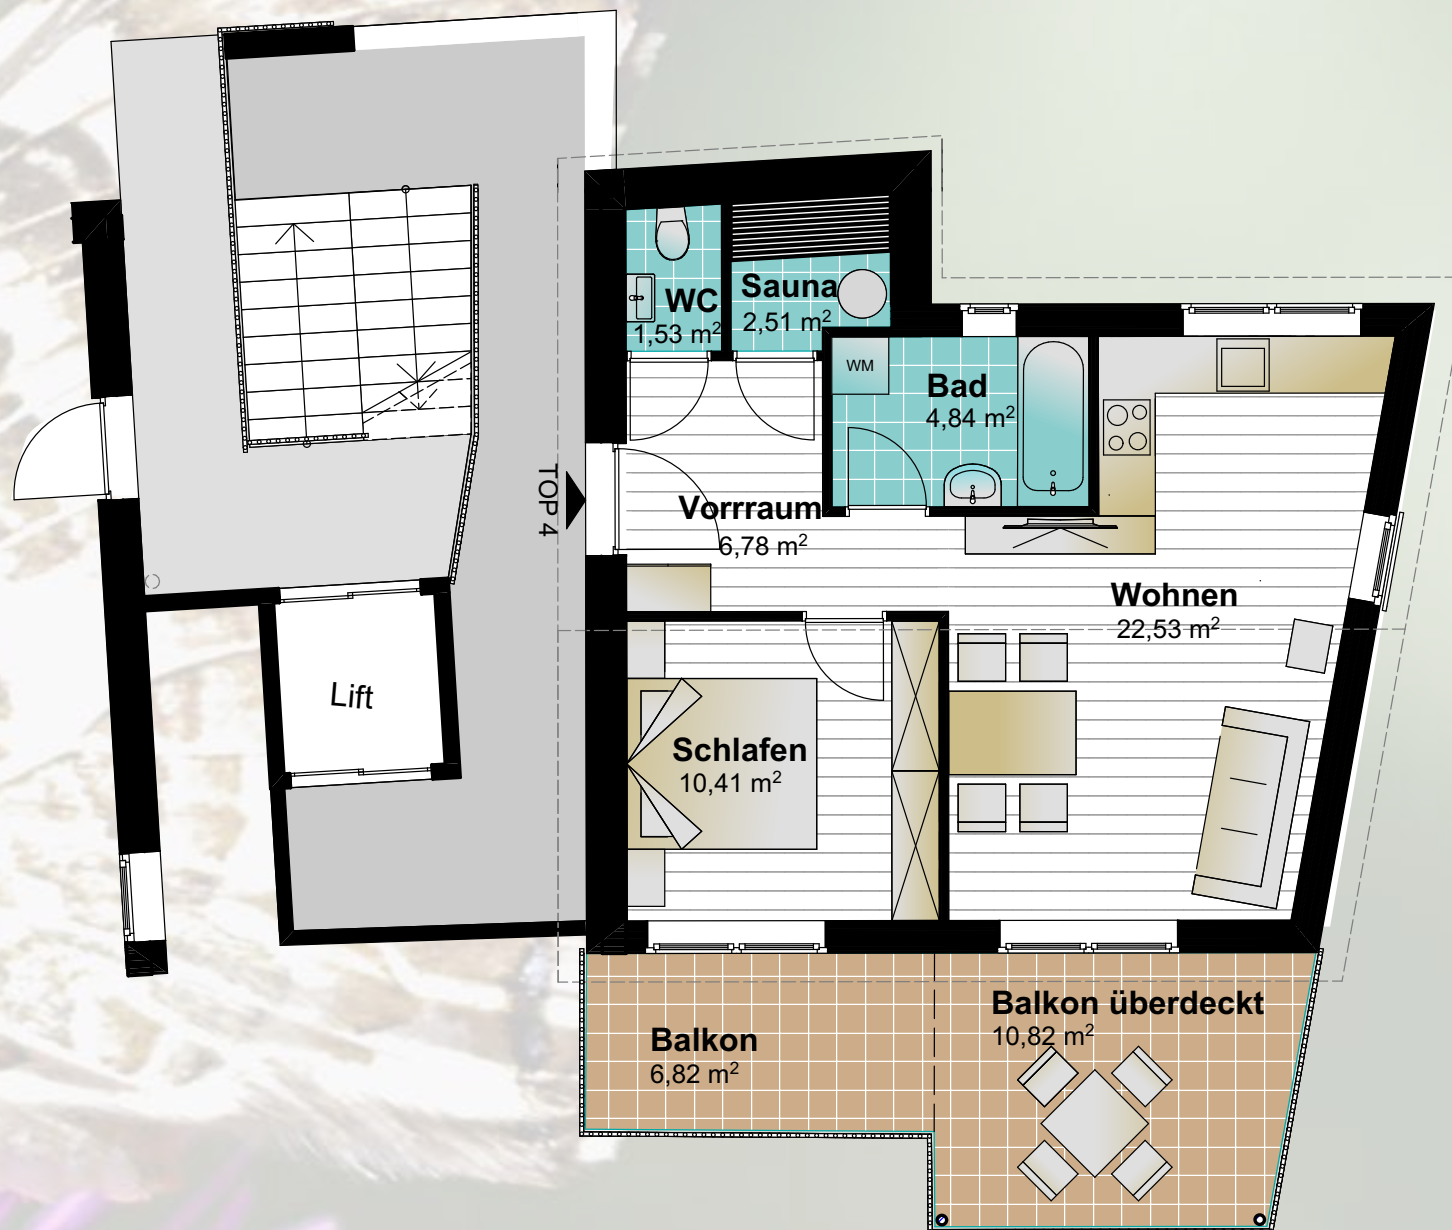 WC
1,53 m²
Sauna
2,51 m²
WM
Bad
4,84 m²
TOP 4
Vorrraum
6,78 m²
Wohnen
22,53 m²
Lift
Schlafen
10,41 m²
Balkon überdeckt
10,82 m²
Balkon
6,82 m²